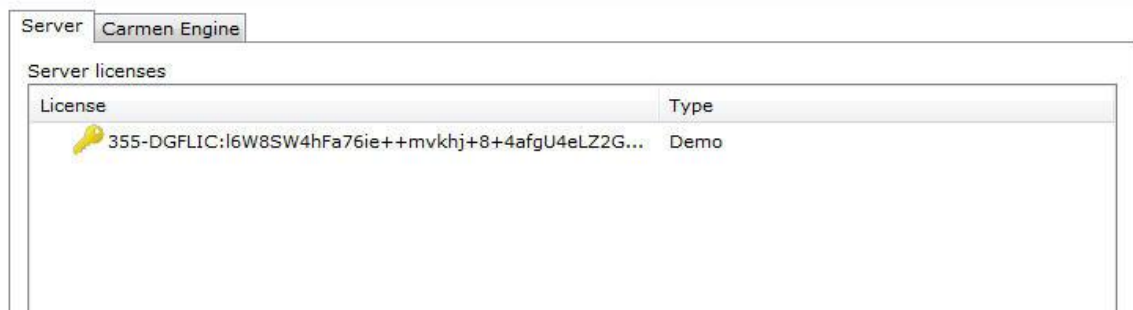 Server Carmen Engine
Server licenses
License Type
355-DGFLIC:l6W8SW4hFa76ie++mvkhj+8+4afgU4eLZ2G... Demo